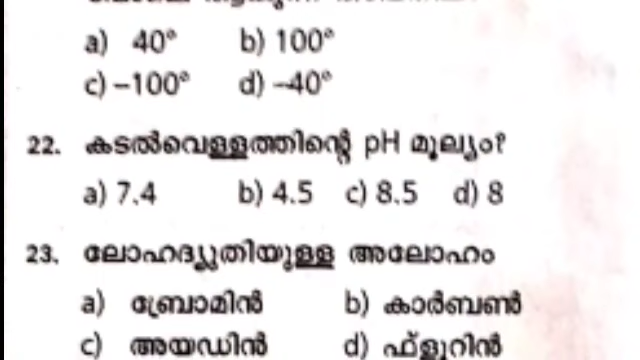 a) 40° b) 100°
c) –100° d) –40°
22. കടൽവെള്ളത്തിന്റെ pH മൂല്യം?
a) 7.4 b) 4.5 c) 8.5 d) 8
23. ലോഹദ്യുതിയുള്ള അലോഹം
a) ബ്രോമിൻ b) കാർബൺ
c) അയഡിൻ d) ഫ്ളൂറിൻ